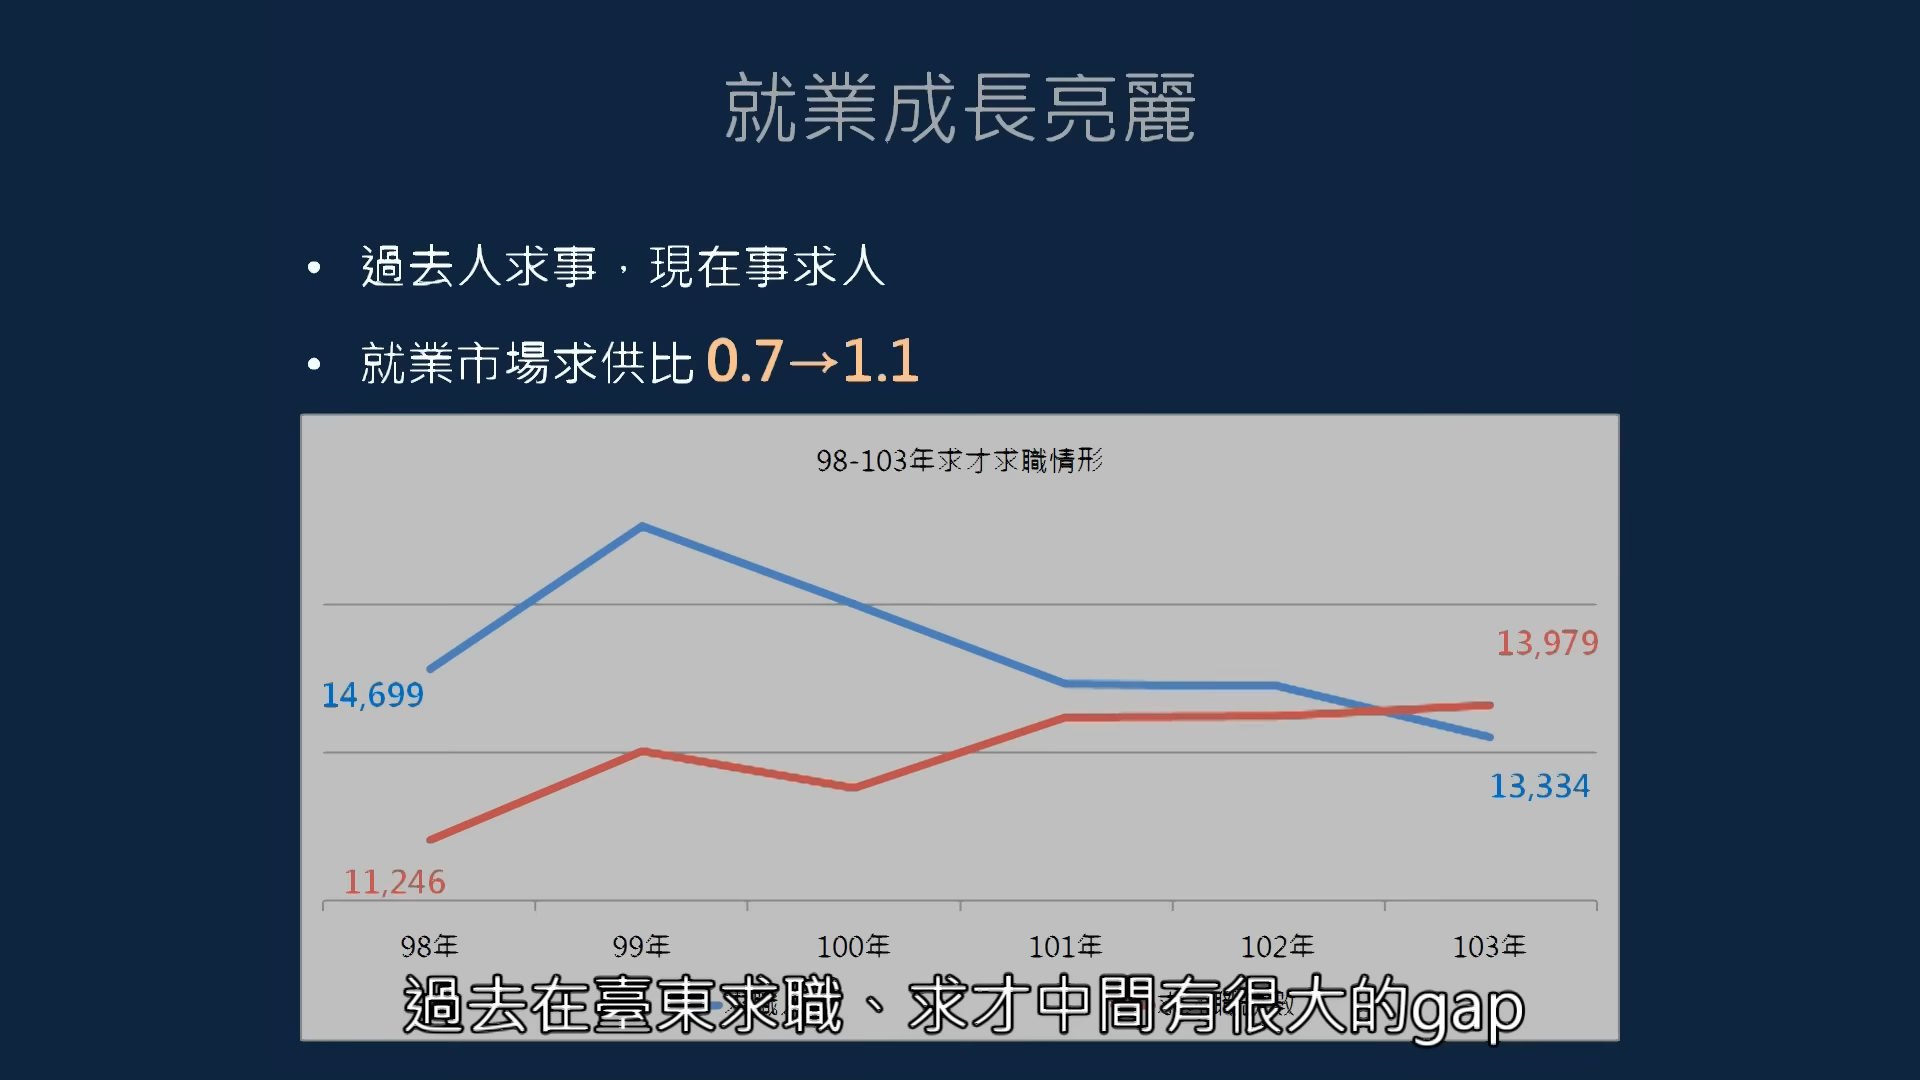 就業成長亮麗
• 過去人求事，現在事求人
• 就業市場求供比 0.7→1.1
98-103年求才求職情形
13,979
14,699
13,334
11,246
98年 99年 100年 101年 102年 103年
過去在臺東求職、求才中間有很大的gap